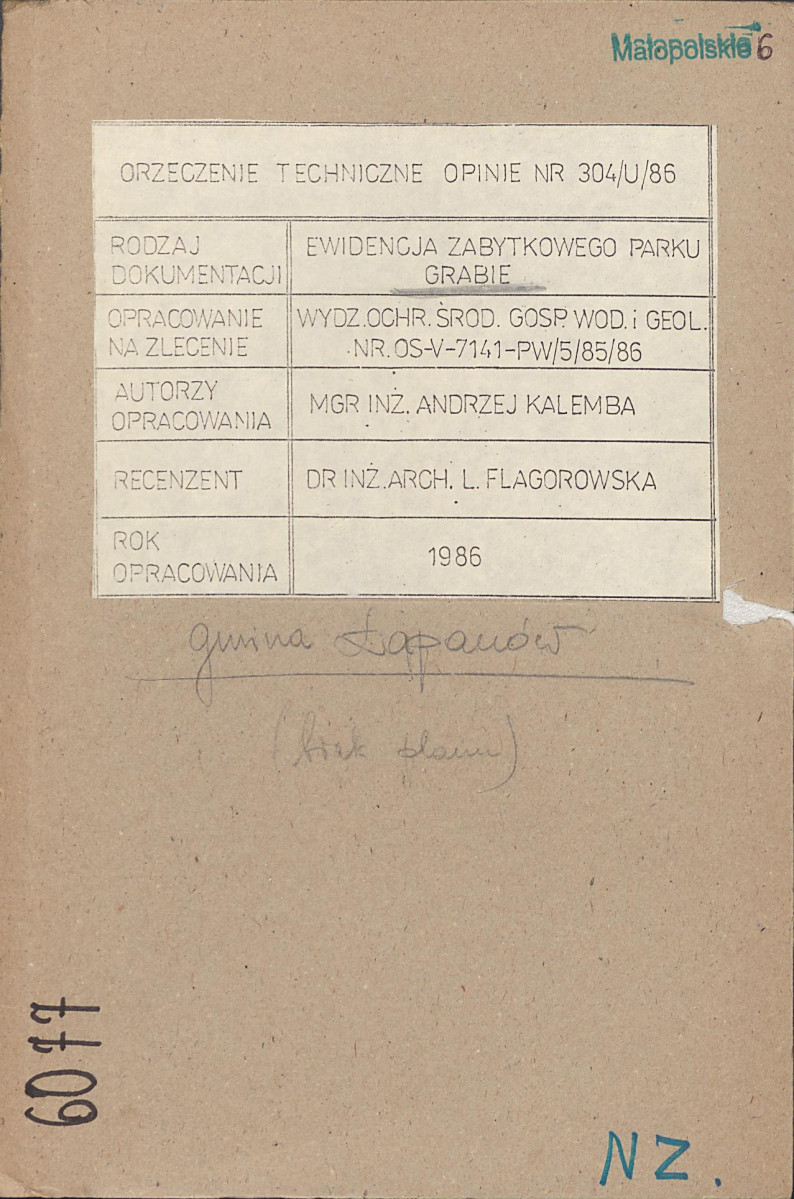 Małopolskie 6
ORZECZENIE TECHNICZNE OPINIE NR 304/U/86
RODZAJ
DOKUMENTACJI
EWIDENCJA ZABYTKOWEGO PARKU
GRABIE
OPRACOWANIE
NA ZLECENIE
WYDZ.OCHR.ŚROD. GOSP. WOD. i GEOL.
NR.OS-V-7141-PW/5/85/86
AUTORZY
OPRACOWANIA
MGR INŻ. ANDRZEJ KALEMBA
RECENZENT
DR INŻ.ARCH. L. FLAGOROWSKA
ROK
OPRACOWANIA
1986
gmina Łapanów
(brak planu)
6077
NZ.